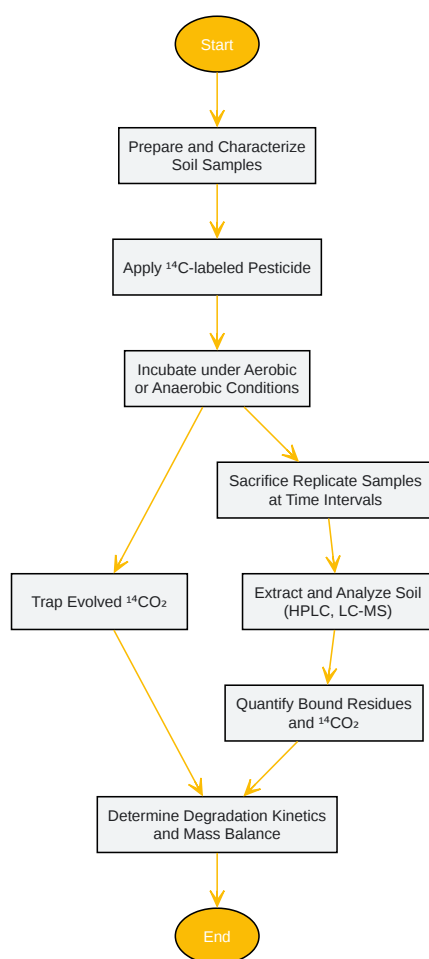 Start
Prepare and Characterize
Soil Samples
Apply ¹⁴C-labeled Pesticide
Incubate under Aerobic
or Anaerobic Conditions
Sacrifice Replicate Samples
at Time Intervals
Trap Evolved ¹⁴CO₂
Extract and Analyze Soil
(HPLC, LC-MS)
Quantify Bound Residues
and ¹⁴CO₂
Determine Degradation Kinetics
and Mass Balance
End